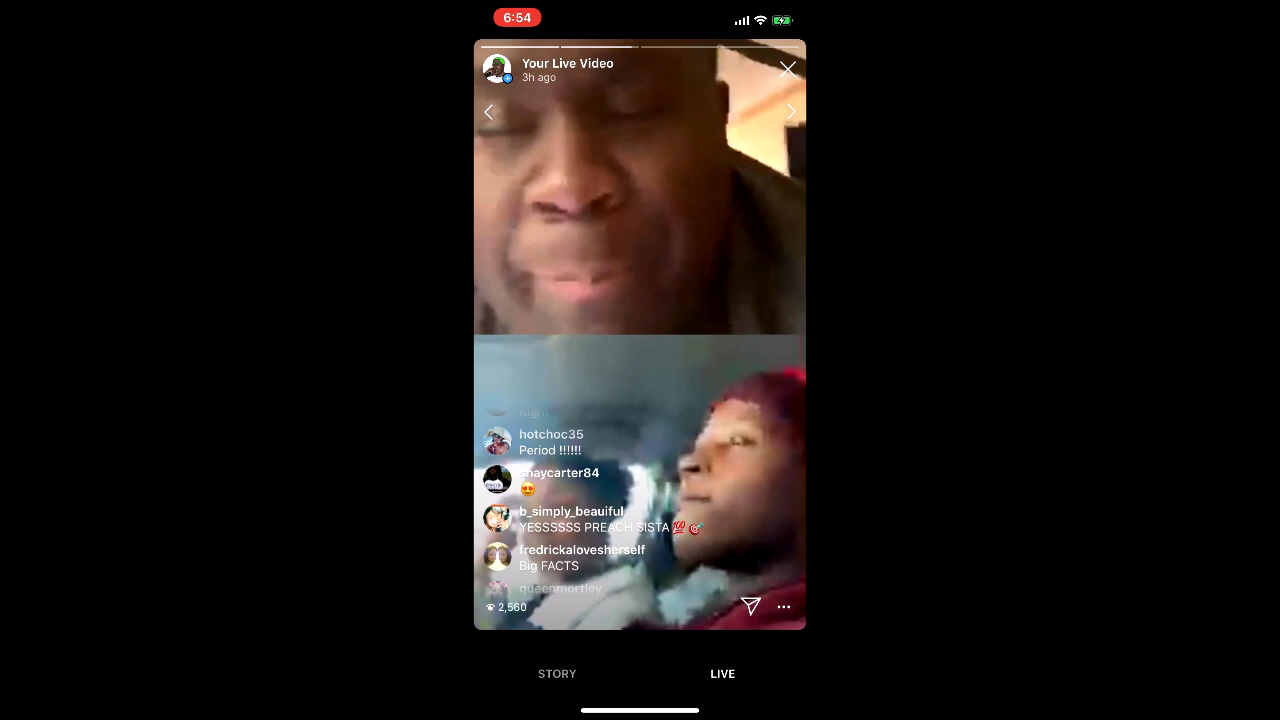 6:54
Your Live Video
3h ago
Right
hotchoc35
Period !!!!!!
shaycarter84
😍
b_simply_beauiful
YESSSSSS PREACH SISTA 💯 🎯
fredrickalovesherself
Big FACTS
queenmortley
2,560
STORY
LIVE